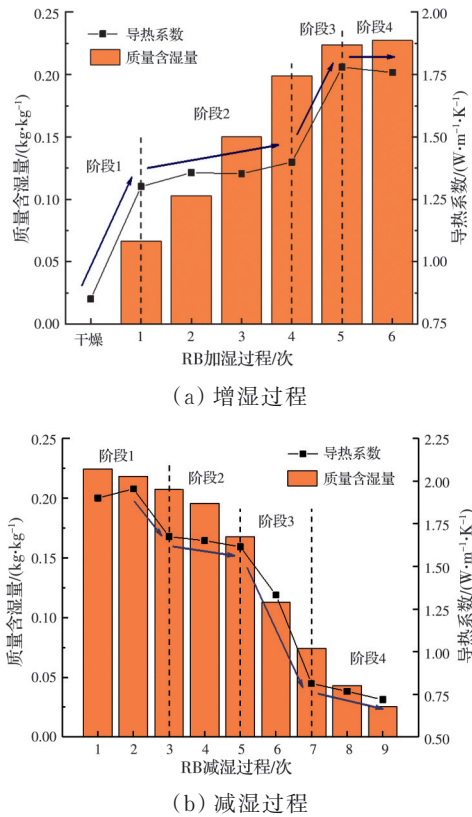 导热系数
质量含湿量
阶段1
阶段2
阶段3
阶段4
质量含湿量/(kg·kg⁻¹)
0.25
0.20
0.15
0.10
0.05
0.00
导热系数/(W·m⁻¹·K⁻¹)
2.00
1.75
1.50
1.25
1.00
0.75
干燥 1 2 3 4 5 6
RB加湿过程/次
(a) 增湿过程
导热系数
质量含湿量
阶段1
阶段2
阶段3
阶段4
质量含湿量/(kg·kg⁻¹)
0.25
0.20
0.15
0.10
0.05
0.00
导热系数/(W·m⁻¹·K⁻¹)
2.25
2.00
1.75
1.50
1.25
1.00
0.75
0.50
1 2 3 4 5 6 7 8 9
RB减湿过程/次
(b) 减湿过程